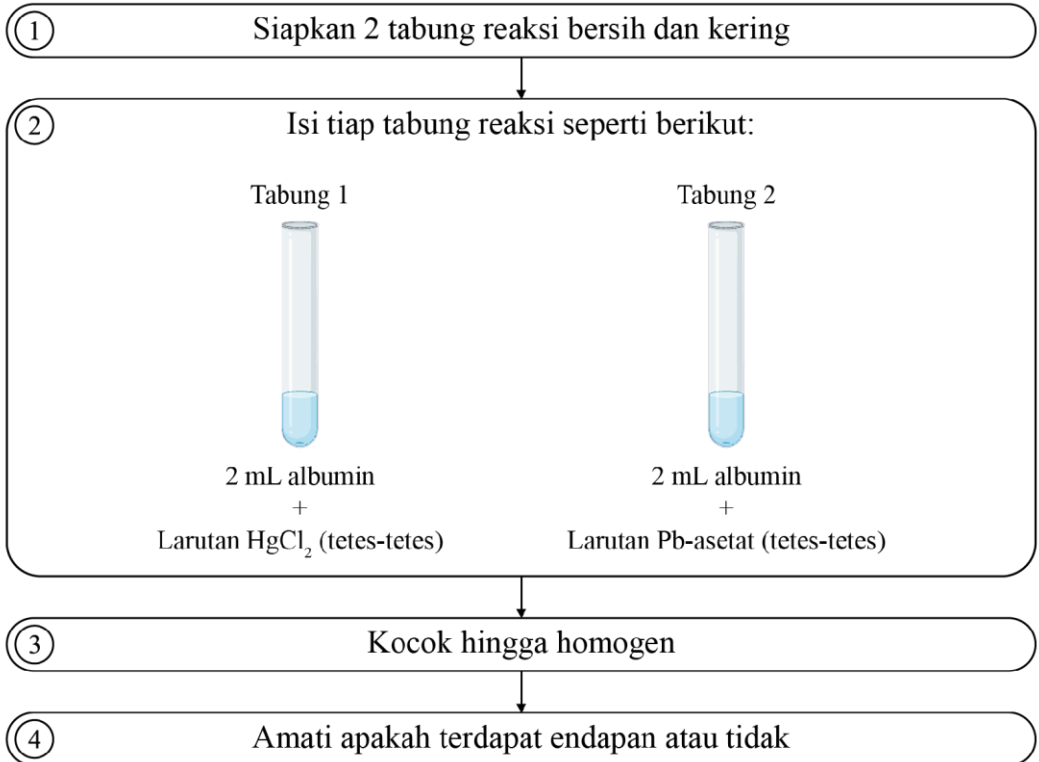 1 Siapkan 2 tabung reaksi bersih dan kering
2 Isi tiap tabung reaksi seperti berikut:
Tabung 1
Tabung 2
2 mL albumin
+
Larutan HgCl₂ (tetes-tetes)
2 mL albumin
+
Larutan Pb-asetat (tetes-tetes)
3 Kocok hingga homogen
4 Amati apakah terdapat endapan atau tidak